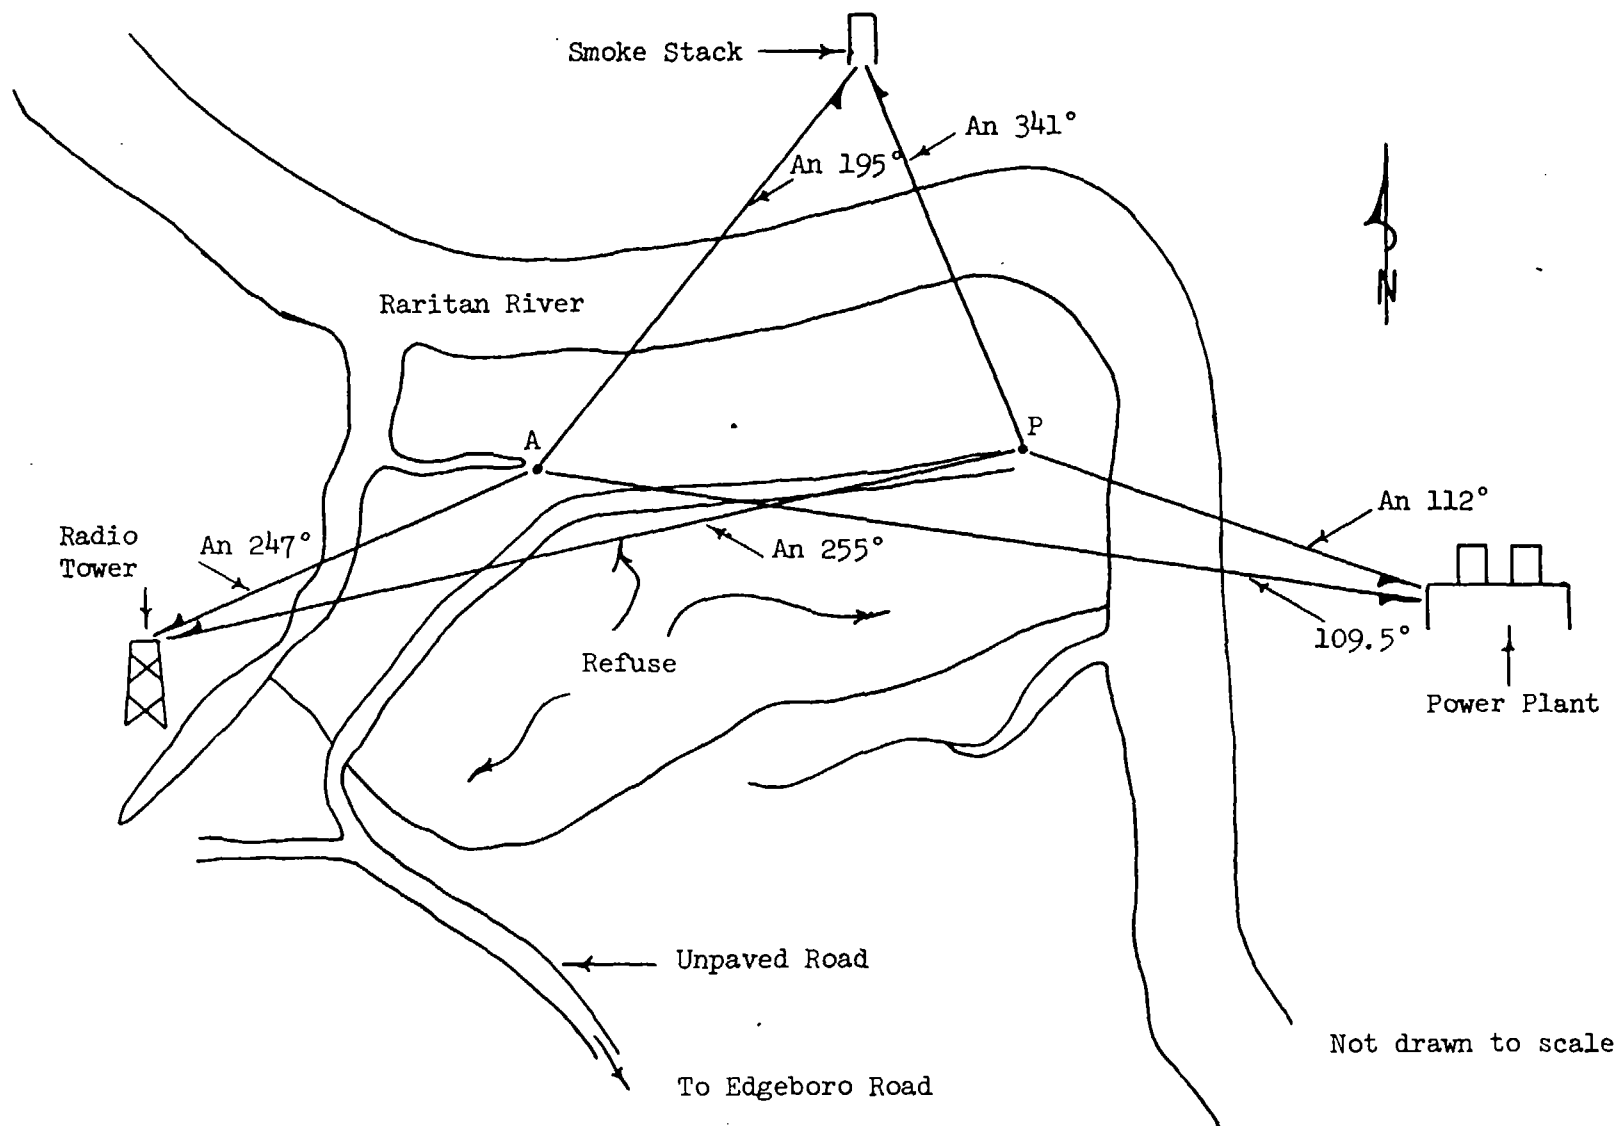 Smoke Stack
An 341°
An 195°
N
Raritan River
A
P
An 112°
Radio
Tower
An 247°
An 255°
109.5°
Refuse
Power Plant
Unpaved Road
Not drawn to scale
To Edgeboro Road